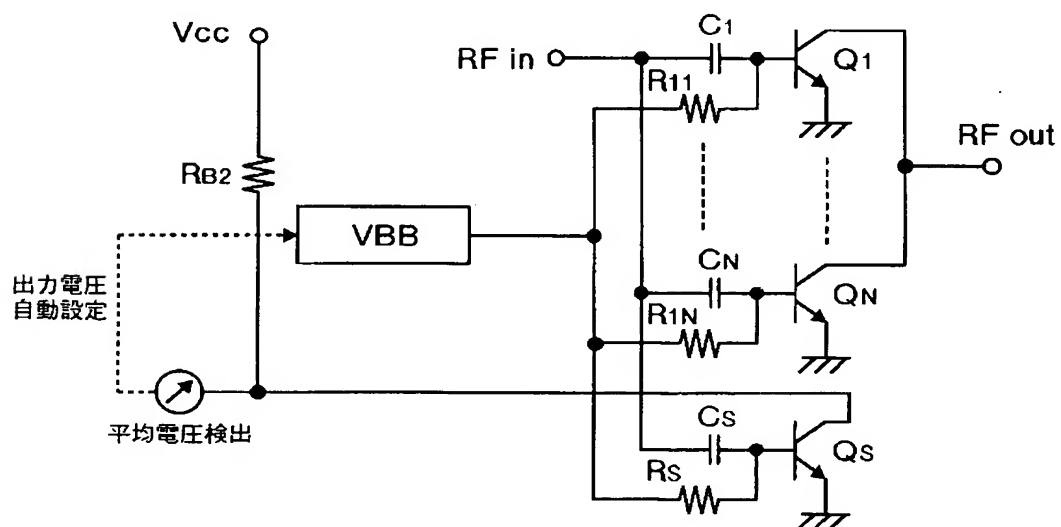 Vcc
RF in
C1
Q1
R11
RF out
RB2
VBB
出力電圧
自動設定
CN
QN
R1N
平均電圧検出
CS
QS
RS